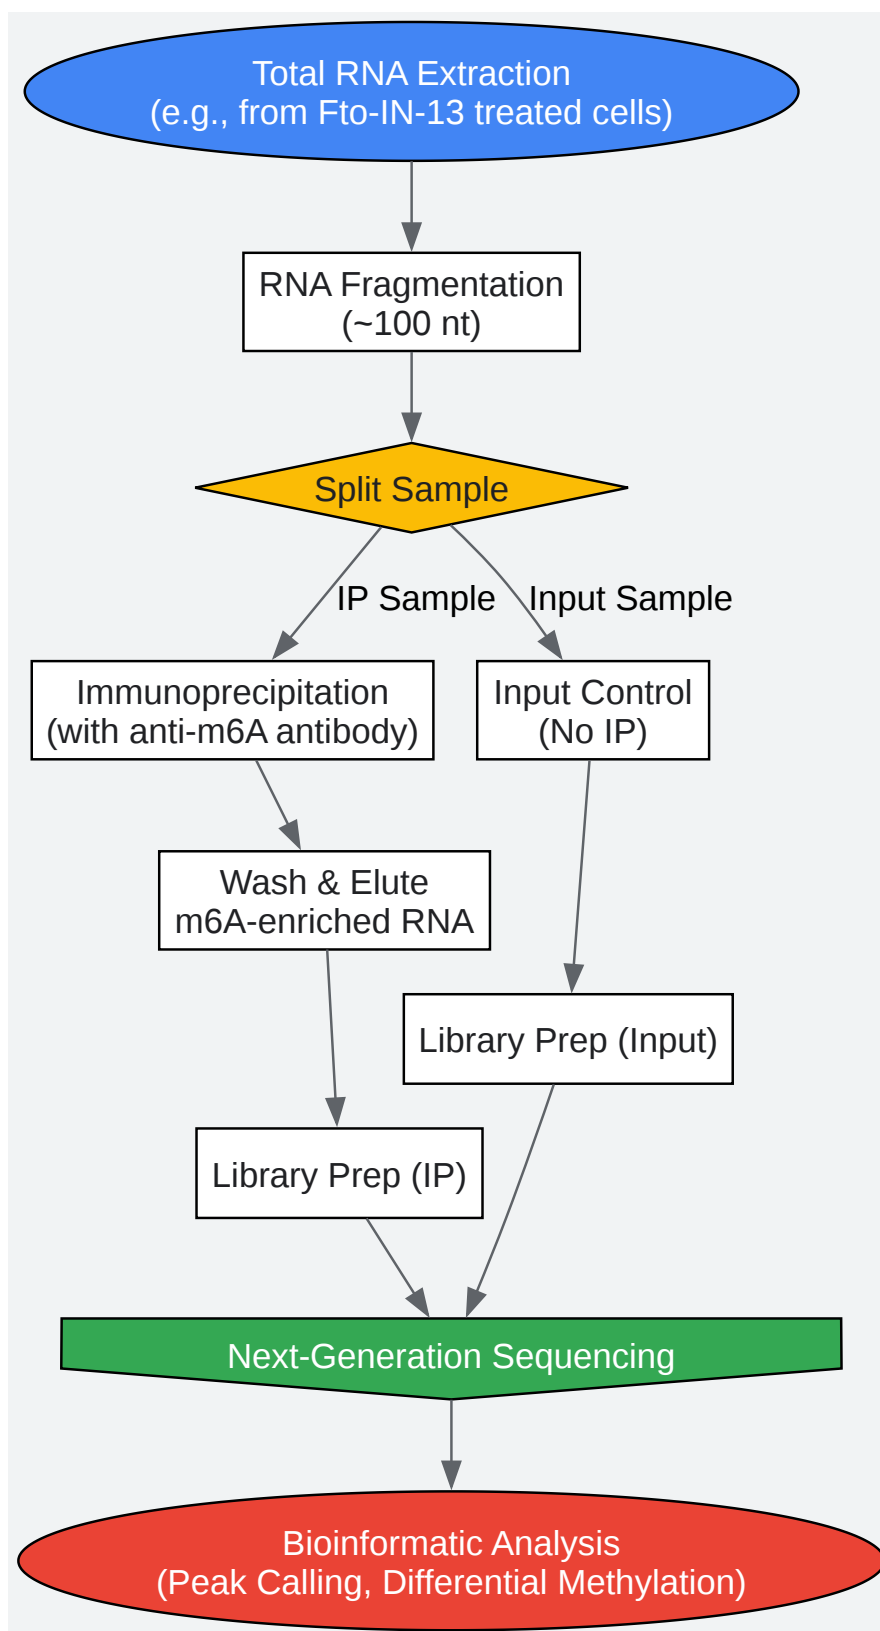 Total RNA Extraction
(e.g., from Fto-IN-13 treated cells)
RNA Fragmentation
(~100 nt)
Split Sample
IP Sample
Input Sample
Immunoprecipitation
(with anti-m6A antibody)
Input Control
(No IP)
Wash & Elute
m6A-enriched RNA
Library Prep (Input)
Library Prep (IP)
Next-Generation Sequencing
Bioinformatic Analysis
(Peak Calling, Differential Methylation)